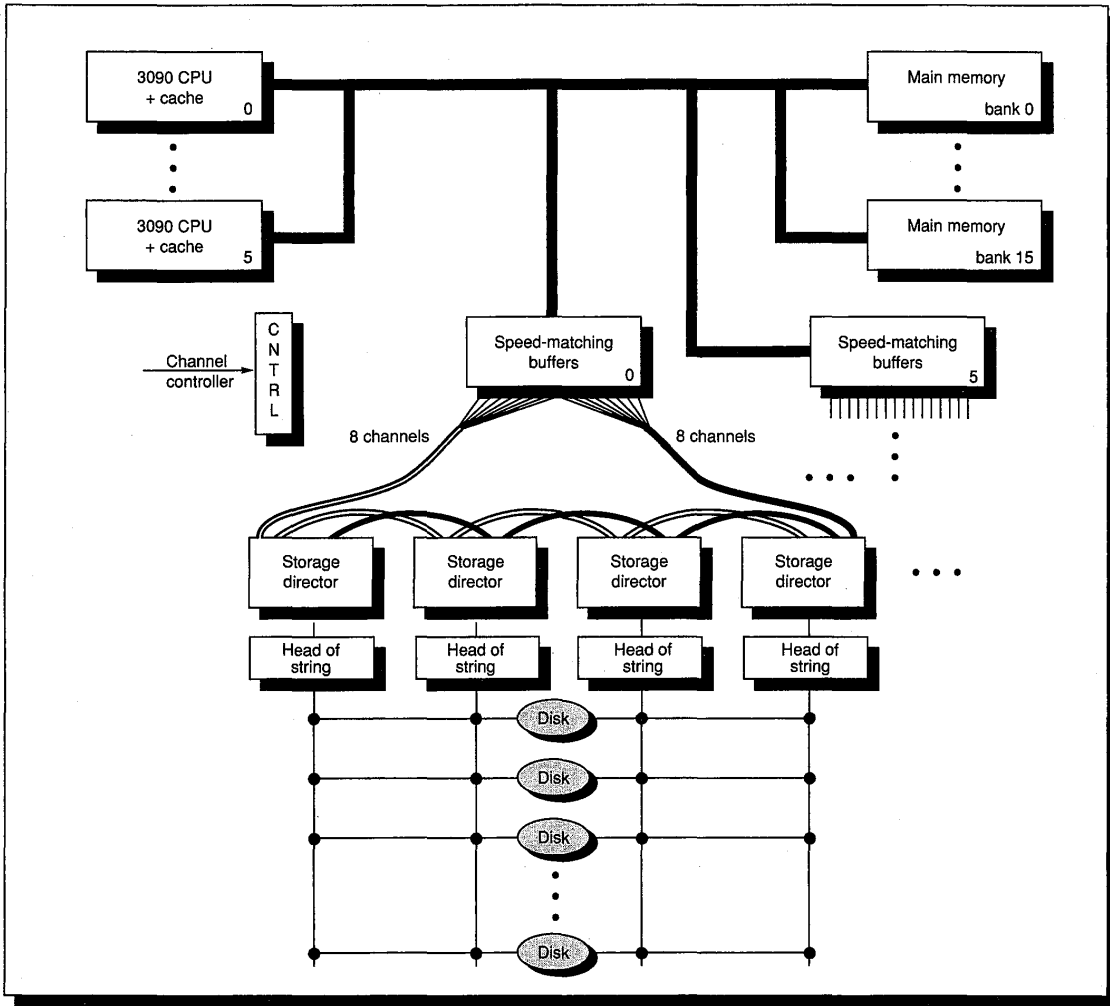 3090 CPU
+ cache
0
Main memory
bank 0
3090 CPU
+ cache
5
Main memory
bank 15
C
N
T
R
L
Channel
controller
Speed-matching
buffers
0
Speed-matching
buffers
5
8 channels
8 channels
Storage
director
Storage
director
Storage
director
Storage
director
Head of
string
Head of
string
Head of
string
Head of
string
Disk
Disk
Disk
Disk